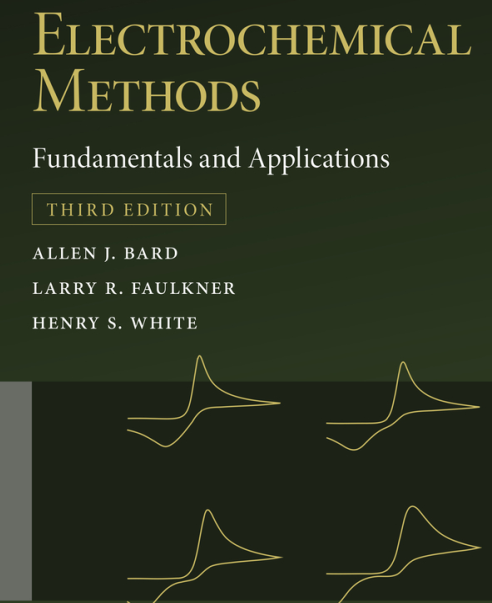 ELECTROCHEMICAL
METHODS
Fundamentals and Applications
THIRD EDITION
ALLEN J. BARD
LARRY R. FAULKNER
HENRY S. WHITE